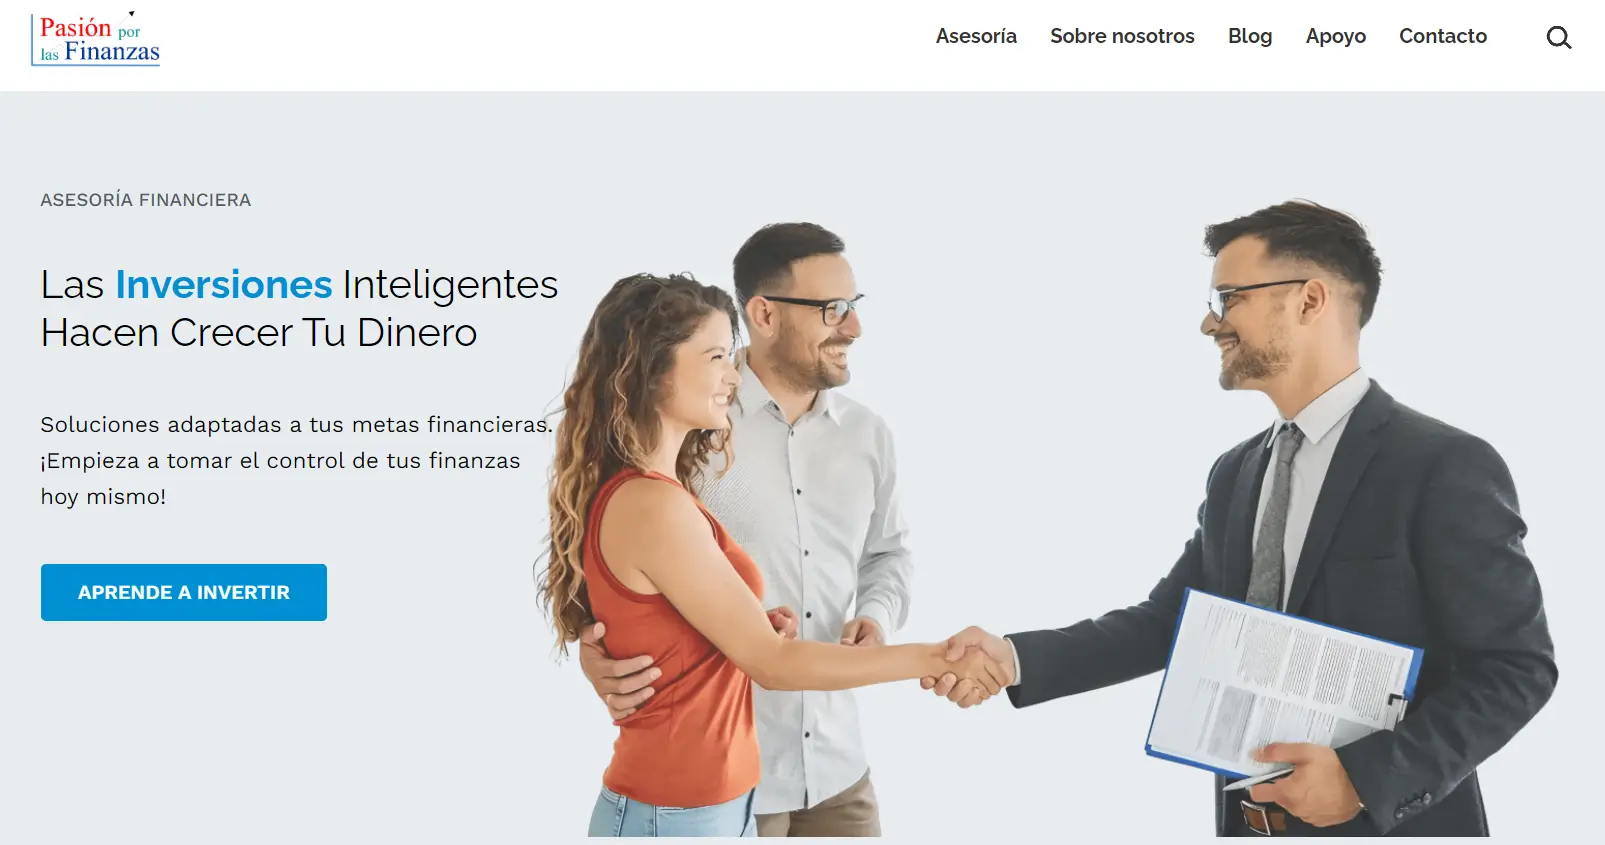 Pasión por
las Finanzas
Asesoría
Sobre nosotros
Blog
Apoyo
Contacto
ASESORÍA FINANCIERA
Las Inversiones Inteligentes
Hacen Crecer Tu Dinero
Soluciones adaptadas a tus metas financieras.
¡Empieza a tomar el control de tus finanzas
hoy mismo!
APRENDE A INVERTIR